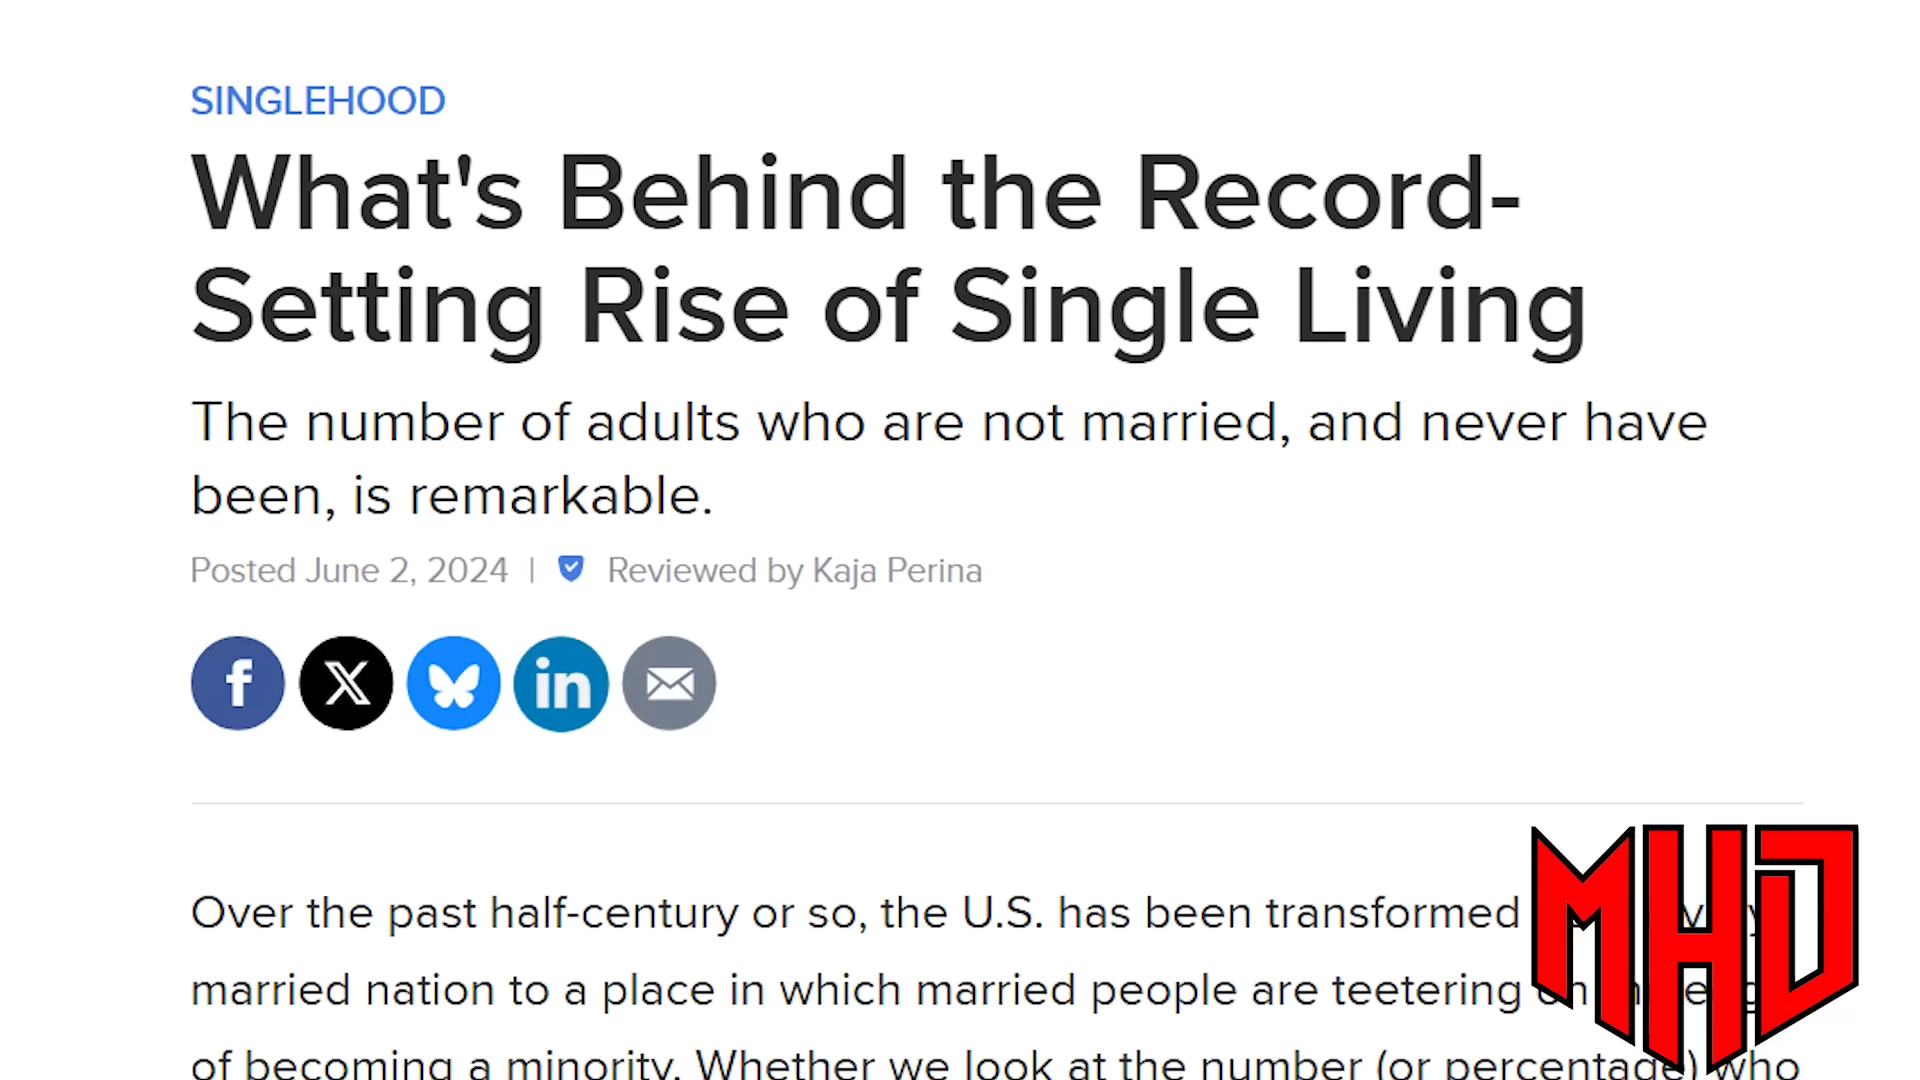 SINGLEHOOD
What's Behind the Record-
Setting Rise of Single Living
The number of adults who are not married, and never have
been, is remarkable.
Posted June 2, 2024 | Reviewed by Kaja Perina
f X in
Over the past half-century or so, the U.S. has been transformed
married nation to a place in which married people are teetering
of becoming a minority. Whether we look at the number (or percentage) who
MHD